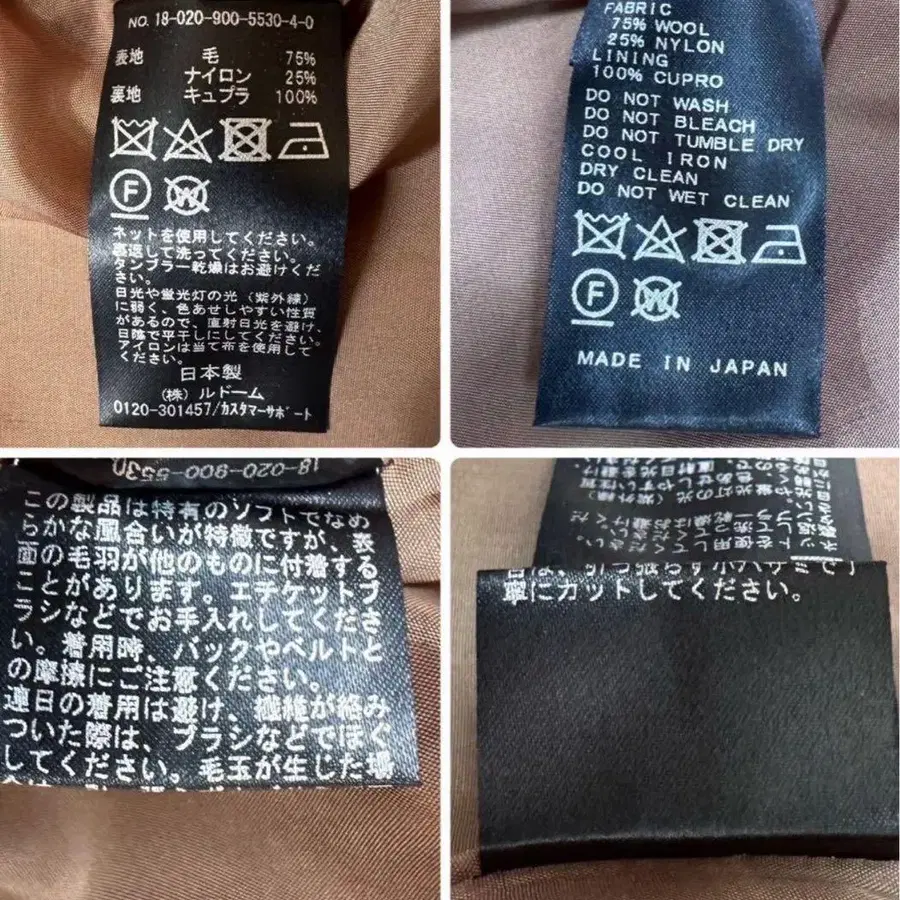 NO. 18-020-900-5530-4-0
表地 毛 75%
ナイロン 25%
裏地 キュプラ 100%
F W
ネットを使用してください。
裏返して洗ってください。
タンブラー乾燥はお避けくだ
さい。
日光や蛍光灯の光（紫外線）
に弱く、色あせしやすい性質
があるので、直射日光を避け、
日陰で平干しにしてください。
アイロンは当て布を使用して
ください。
日本製
（株）ルドーム
0120-301457/カスタマーサポート
FABRIC
75% WOOL
25% NYLON
LINING
100% CUPRO
DO NOT WASH
DO NOT BLEACH
DO NOT TUMBLE DRY
COOL IRON
DRY CLEAN
DO NOT WET CLEAN
F W
MADE IN JAPAN
18-020-900-5530
この製品は特有のソフトでなめ
らかな風合いが特徴ですが、表
面の毛羽が他のものに付着する
ことがあります。エチケットブ
ラシなどでお手入れしてくださ
い。着用時、バックやベルトと
の摩擦にご注意ください。
連日の着用は避け、繊維が絡み
ついた際は、ブラシなどでほぐ
してください。毛玉が生じた場
合は、引っ張らず小バサミで丁
寧にカットしてください。